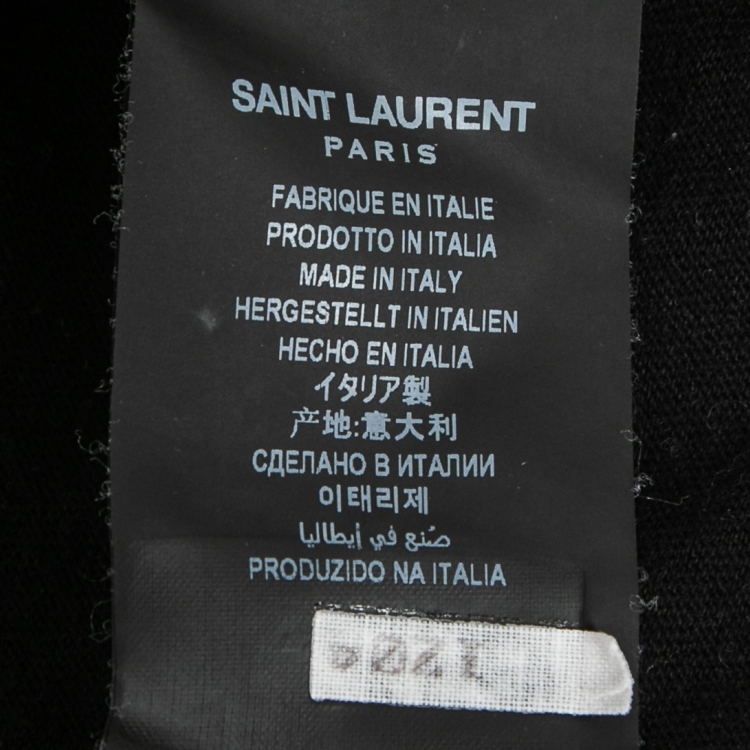 SAINT LAURENT
PARIS
FABRIQUE EN ITALIE
PRODOTTO IN ITALIA
MADE IN ITALY
HERGESTELLT IN ITALIEN
HECHO EN ITALIA
イタリア製
产地:意大利
СДЕЛАНО В ИТАЛИИ
이태리제
صُنع في إيطاليا
PRODUZIDO NA ITALIA